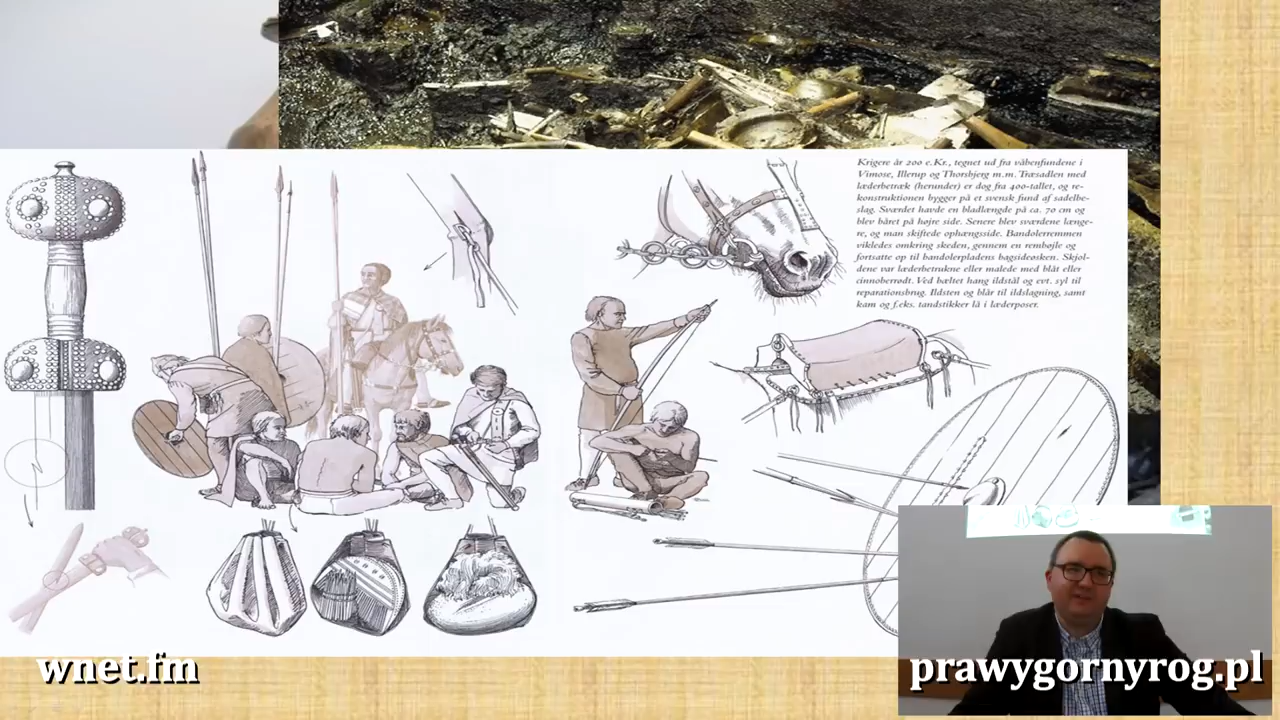 Krigere år 200 e.Kr., tegnet ud fra våbenfundene i
Vimose, Illerup og Thorsbjerg m.m. Træsadlen med
læderbetræk (herunder) er dog fra 400-tallet, og re-
konstruktionen bygger på et svensk fund af sadelbe-
slag. Sværdet havde en bladlængde på ca. 70 cm og
blev båret på højre side. Senere blev sværdene længe-
re, og man skiftede ophængsside. Bandolerremmen
vikledes omkring skeden, gennem en rembøjle og
fortsatte op til bandolerpladens bagsideøsken. Skjol-
dene var læderbetrukne eller malede med blåt eller
cinnoberrødt. Ved bæltet hang ildstål og evt. syl til
reparationsbrug. Ildsten og blår til ildslagning, samt
kam og f.eks. tandstikker lå i læderposer.
wnet.fm
prawygornyrog.pl